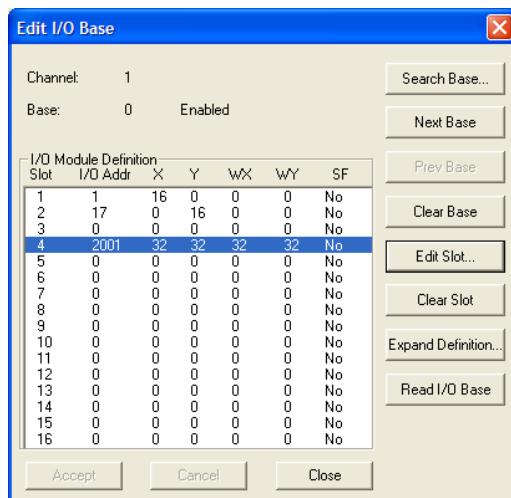 Edit I/O Base
Channel: 1
Base: 0 Enabled
I/O Module Definition
Slot I/O Addr X Y WX WY SF
1 1 16 0 0 0 No
2 17 0 16 0 0 No
3 0 0 0 0 0 No
4 2001 32 32 32 32 No
5 0 0 0 0 0 No
6 0 0 0 0 0 No
7 0 0 0 0 0 No
8 0 0 0 0 0 No
9 0 0 0 0 0 No
10 0 0 0 0 0 No
11 0 0 0 0 0 No
12 0 0 0 0 0 No
13 0 0 0 0 0 No
14 0 0 0 0 0 No
15 0 0 0 0 0 No
16 0 0 0 0 0 No
Accept Cancel Close
Search Base...
Next Base
Prev Base
Clear Base
Edit Slot...
Clear Slot
Expand Definition...
Read I/O Base